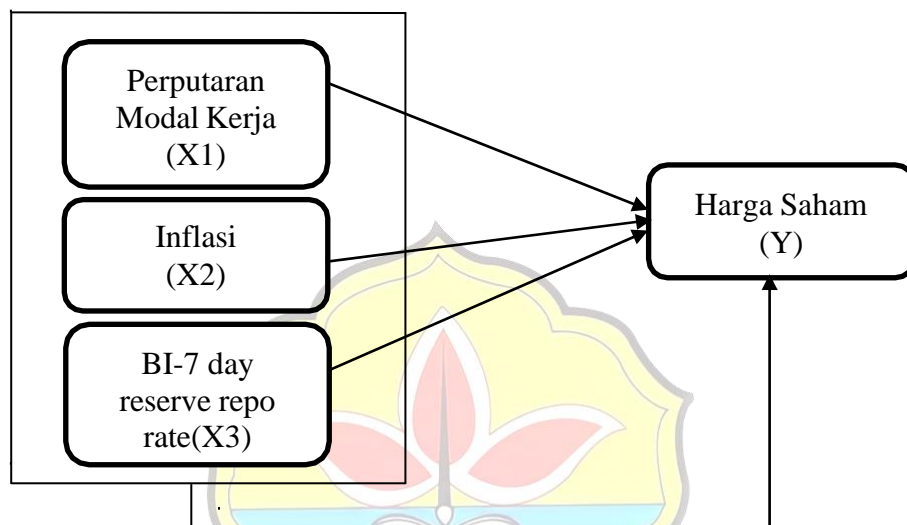 Perputaran
Modal Kerja
(X1)
Inflasi
(X2)
BI-7 day
reserve repo
rate(X3)
Harga Saham
(Y)